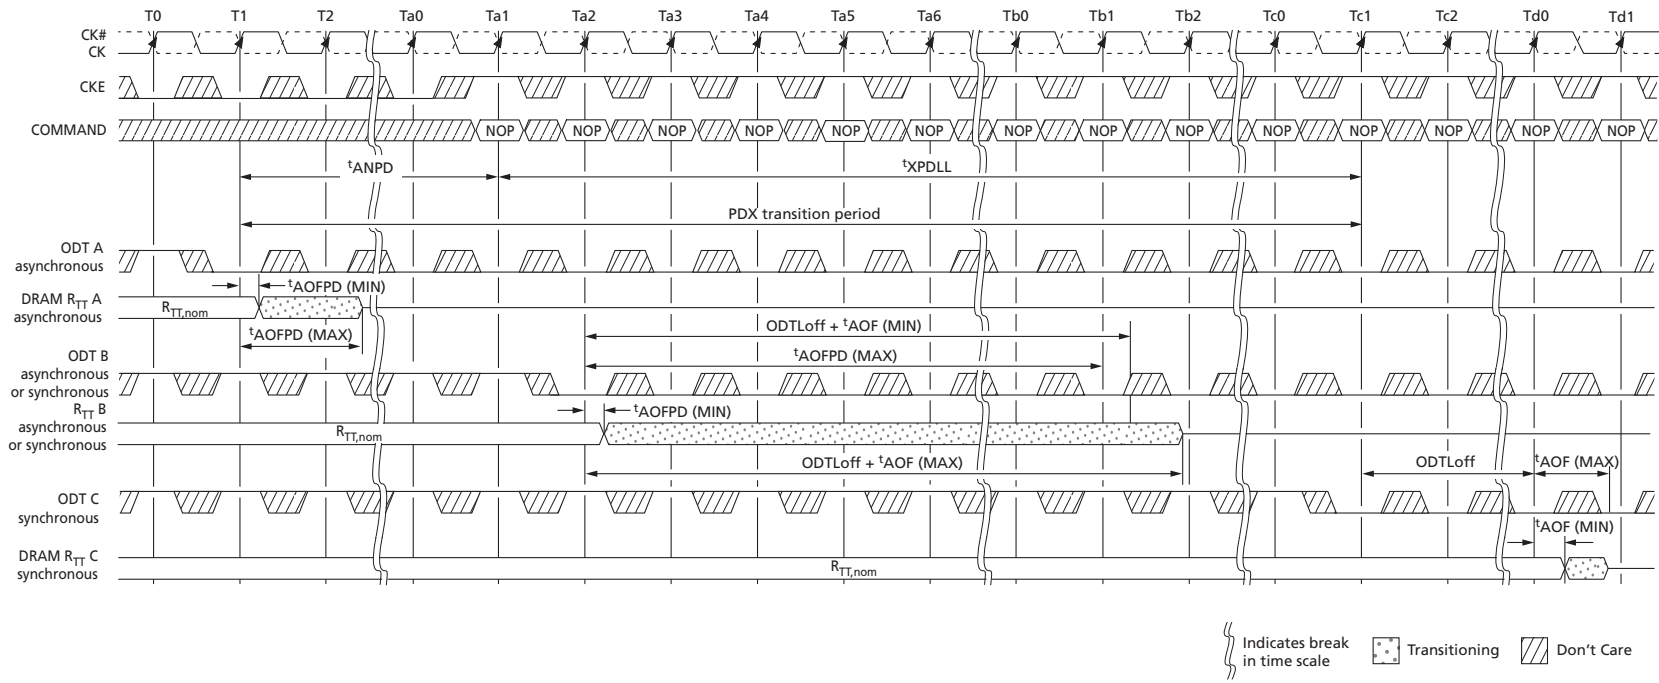 T0 T1 T2 Ta0 Ta1 Ta2 Ta3 Ta4 Ta5 Ta6 Tb0 Tb1 Tb2 Tc0 Tc1 Tc2 Td0 Td1
CK#
CK
CKE
COMMAND NOP NOP NOP NOP NOP NOP NOP NOP NOP NOP NOP NOP NOP NOP
tANPD tXPDLL
PDX transition period
ODT A
asynchronous
tAOFPD (MIN)
DRAM RTT A
asynchronous
RTT,nom
tAOFPD (MAX)
ODTLoff + tAOF (MIN)
tAOFPD (MAX)
ODT B
asynchronous
or synchronous
tAOFPD (MIN)
RTT B
asynchronous
or synchronous
RTT,nom
ODTLoff + tAOF (MAX) ODTLoff tAOF (MAX)
ODT C
synchronous
tAOF (MIN)
DRAM RTT C
synchronous
RTT,nom
Indicates break
in time scale
Transitioning
Don't Care